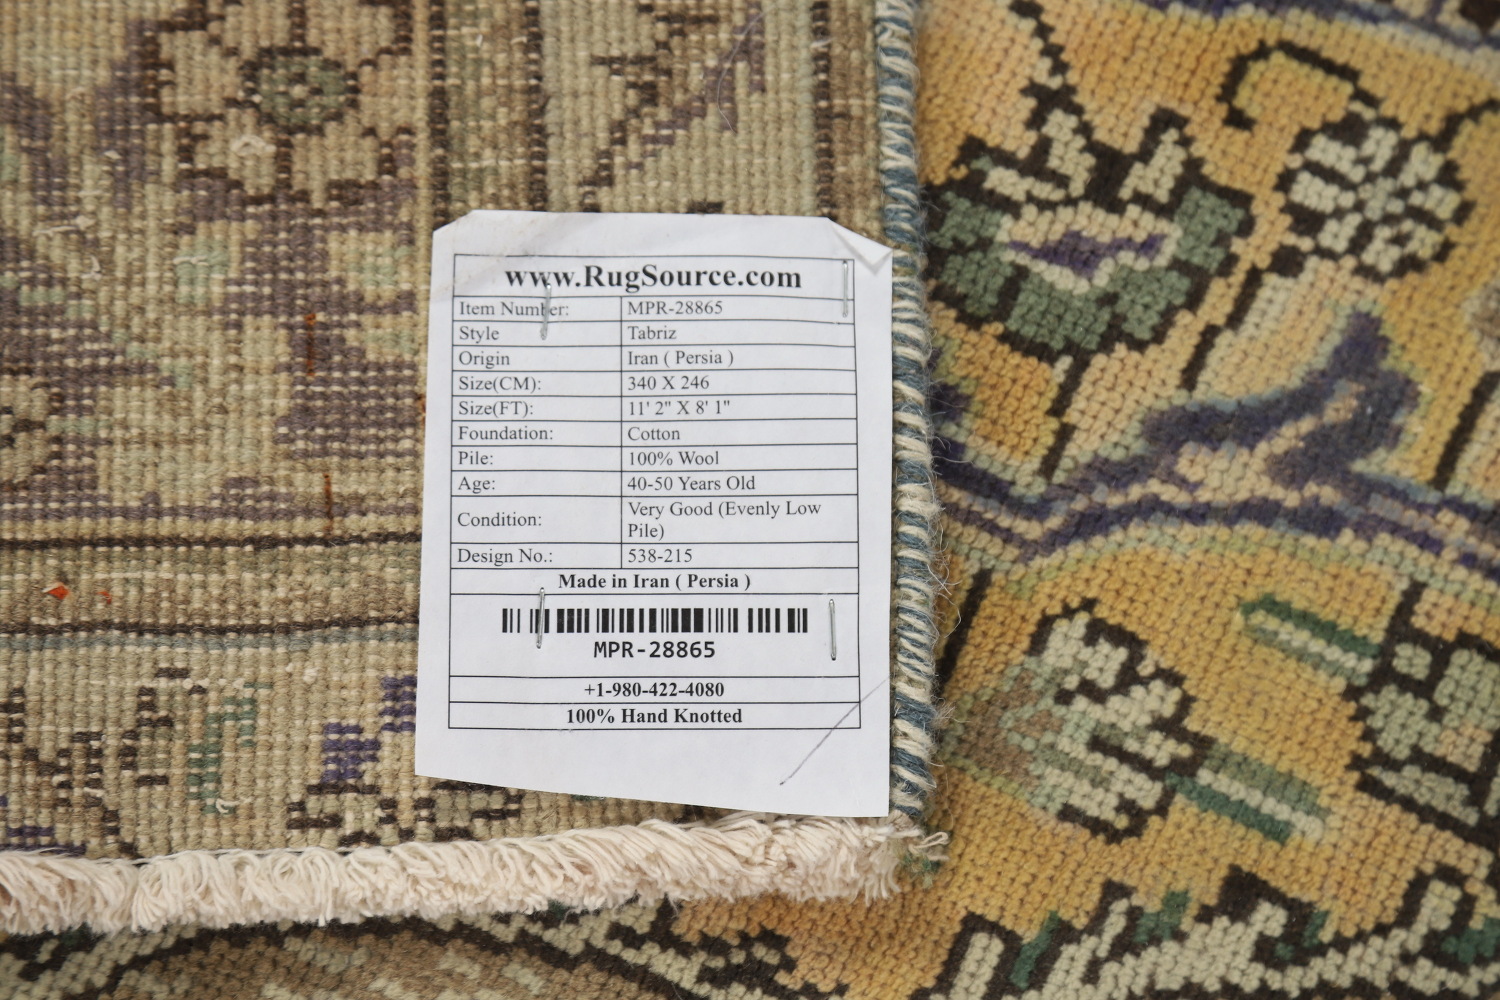 www.RugSource.com
Item Number: MPR-28865
Style Tabriz
Origin Iran ( Persia )
Size(CM): 340 X 246
Size(FT): 11' 2" X 8' 1"
Foundation: Cotton
Pile: 100% Wool
Age: 40-50 Years Old
Condition: Very Good (Evenly Low
Pile)
Design No.: 538-215
Made in Iran ( Persia )
MPR-28865
+1-980-422-4080
100% Hand Knotted